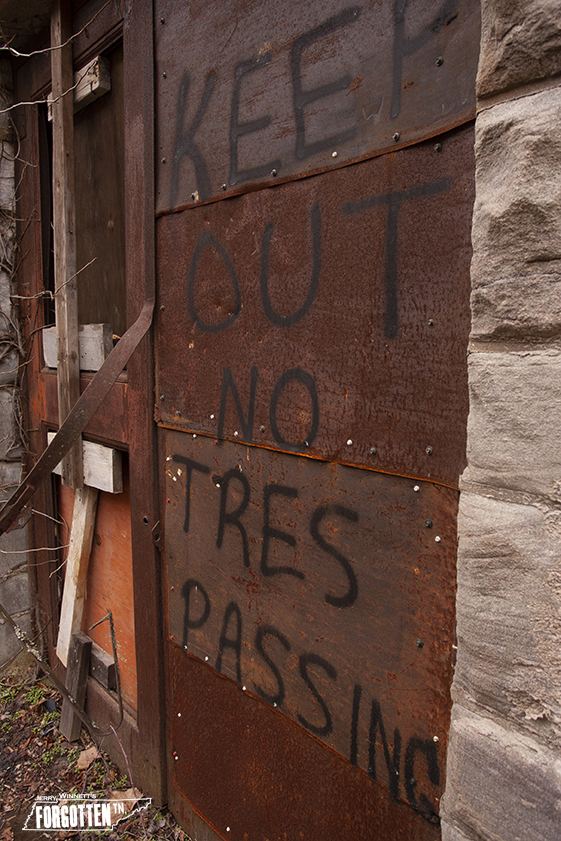 KEEP
OUT
NO
TRES
PASSING
JERRY WINNETT'S
FORGOTTEN TN.